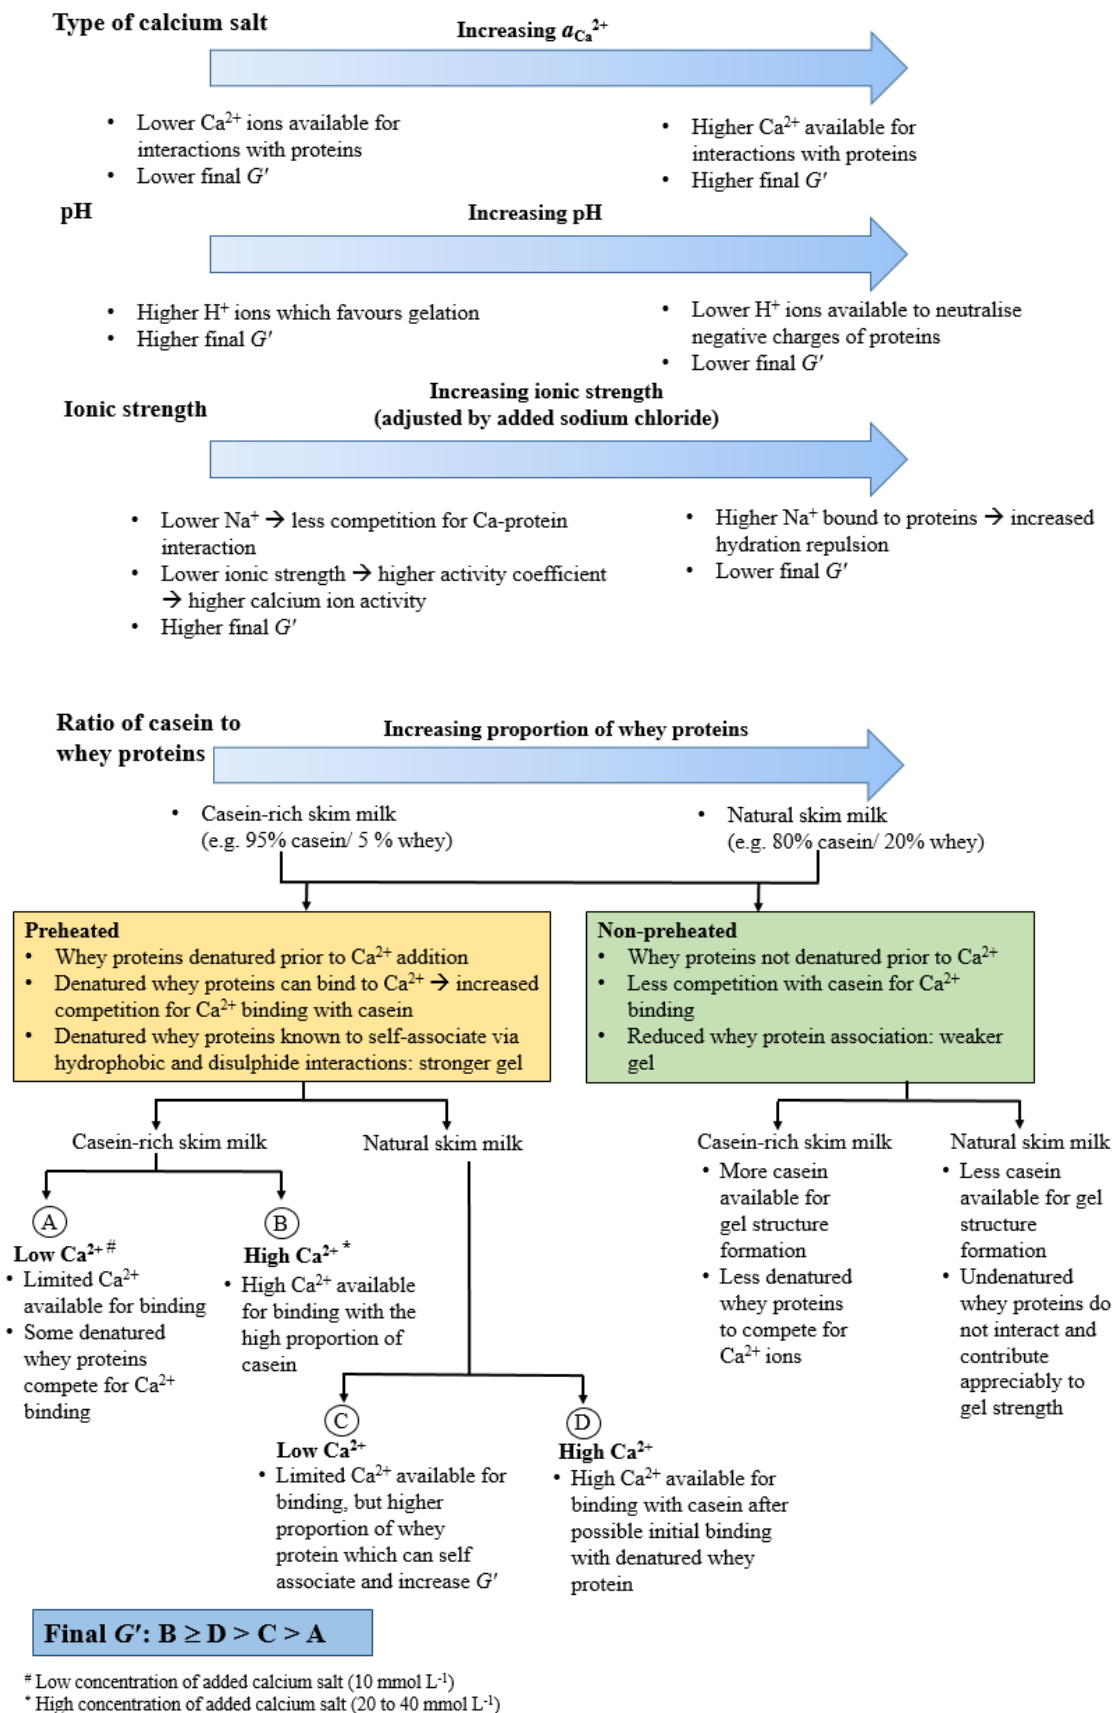 Type of calcium salt
Increasing a Ca 2+
• Lower Ca²⁺ ions available for
interactions with proteins
• Lower final G′
• Higher Ca²⁺ available for
interactions with proteins
• Higher final G′
pH
Increasing pH
• Higher H⁺ ions which favours gelation
• Higher final G′
• Lower H⁺ ions available to neutralise
negative charges of proteins
• Lower final G′
Ionic strength
Increasing ionic strength
(adjusted by added sodium chloride)
• Lower Na⁺ → less competition for Ca-protein
interaction
• Lower ionic strength → higher activity coefficient
→ higher calcium ion activity
• Higher final G′
• Higher Na⁺ bound to proteins → increased
hydration repulsion
• Lower final G′
Ratio of casein to
whey proteins
Increasing proportion of whey proteins
• Casein-rich skim milk
(e.g. 95% casein/ 5 % whey)
• Natural skim milk
(e.g. 80% casein/ 20% whey)
Preheated
• Whey proteins denatured prior to Ca²⁺ addition
• Denatured whey proteins can bind to Ca²⁺ → increased
competition for Ca²⁺ binding with casein
• Denatured whey proteins known to self-associate via
hydrophobic and disulphide interactions: stronger gel
Non-preheated
• Whey proteins not denatured prior to Ca²⁺
• Less competition with casein for Ca²⁺
binding
• Reduced whey protein association: weaker
gel
Casein-rich skim milk
Natural skim milk
A
Low Ca²⁺ #
• Limited Ca²⁺
available for binding
• Some denatured
whey proteins
compete for Ca²⁺
binding
B
High Ca²⁺ *
• High Ca²⁺ available
for binding with the
high proportion of
casein
C
Low Ca²⁺
• Limited Ca²⁺ available for
binding, but higher
proportion of whey
protein which can self
associate and increase G′
D
High Ca²⁺
• High Ca²⁺ available for
binding with casein after
possible initial binding
with denatured whey
protein
Casein-rich skim milk
• More casein
available for
gel structure
formation
• Less denatured
whey proteins
to compete for
Ca²⁺ ions
Natural skim milk
• Less casein
available for gel
structure
formation
• Undenatured
whey proteins do
not interact and
contribute
appreciably to
gel strength
Final G′: B ≥ D > C > A
# Low concentration of added calcium salt (10 mmol L⁻¹)
* High concentration of added calcium salt (20 to 40 mmol L⁻¹)